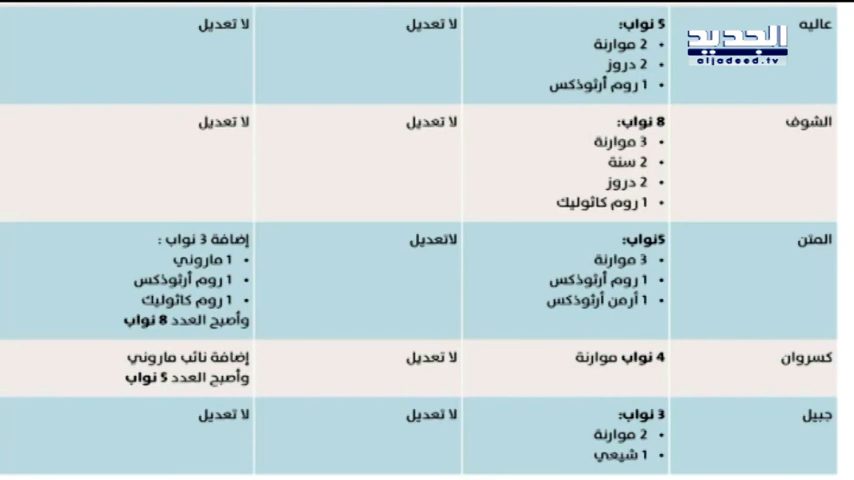 الجديد
aljadeed.tv
عاليه
5 نواب:
• 2 موارنة
• 2 دروز
• 1 روم أرثوذكس
لا تعديل
لا تعديل
الشوف
8 نواب:
• 3 موارنة
• 2 سنة
• 2 دروز
• 1 روم كاثوليك
لا تعديل
لا تعديل
المتن
5نواب:
• 3 موارنة
• 1 روم أرثوذكس
• 1 أرمن أرثوذكس
لاتعديل
إضافة 3 نواب :
• 1 ماروني
• 1 روم أرثوذكس
• 1 روم كاثوليك
وأصبح العدد 8 نواب
كسروان
4 نواب موارنة
لا تعديل
إضافة نائب ماروني
وأصبح العدد 5 نواب
جبيل
3 نواب:
• 2 موارنة
• 1 شيعي
لا تعديل
لا تعديل